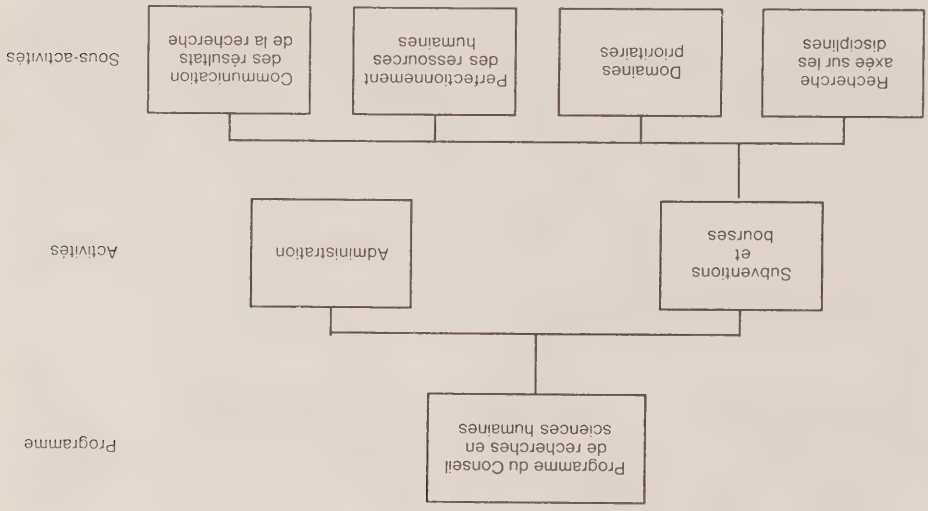 Programme
Programme du Conseil
de recherches en
sciences humaines
Activités
Subventions
et
bourses
Administration
Sous-activités
Recherche
axée sur les
disciplines
Domaines
prioritaires
Perfectionnement
des ressources
humaines
Communication
des résultats
de la recherche